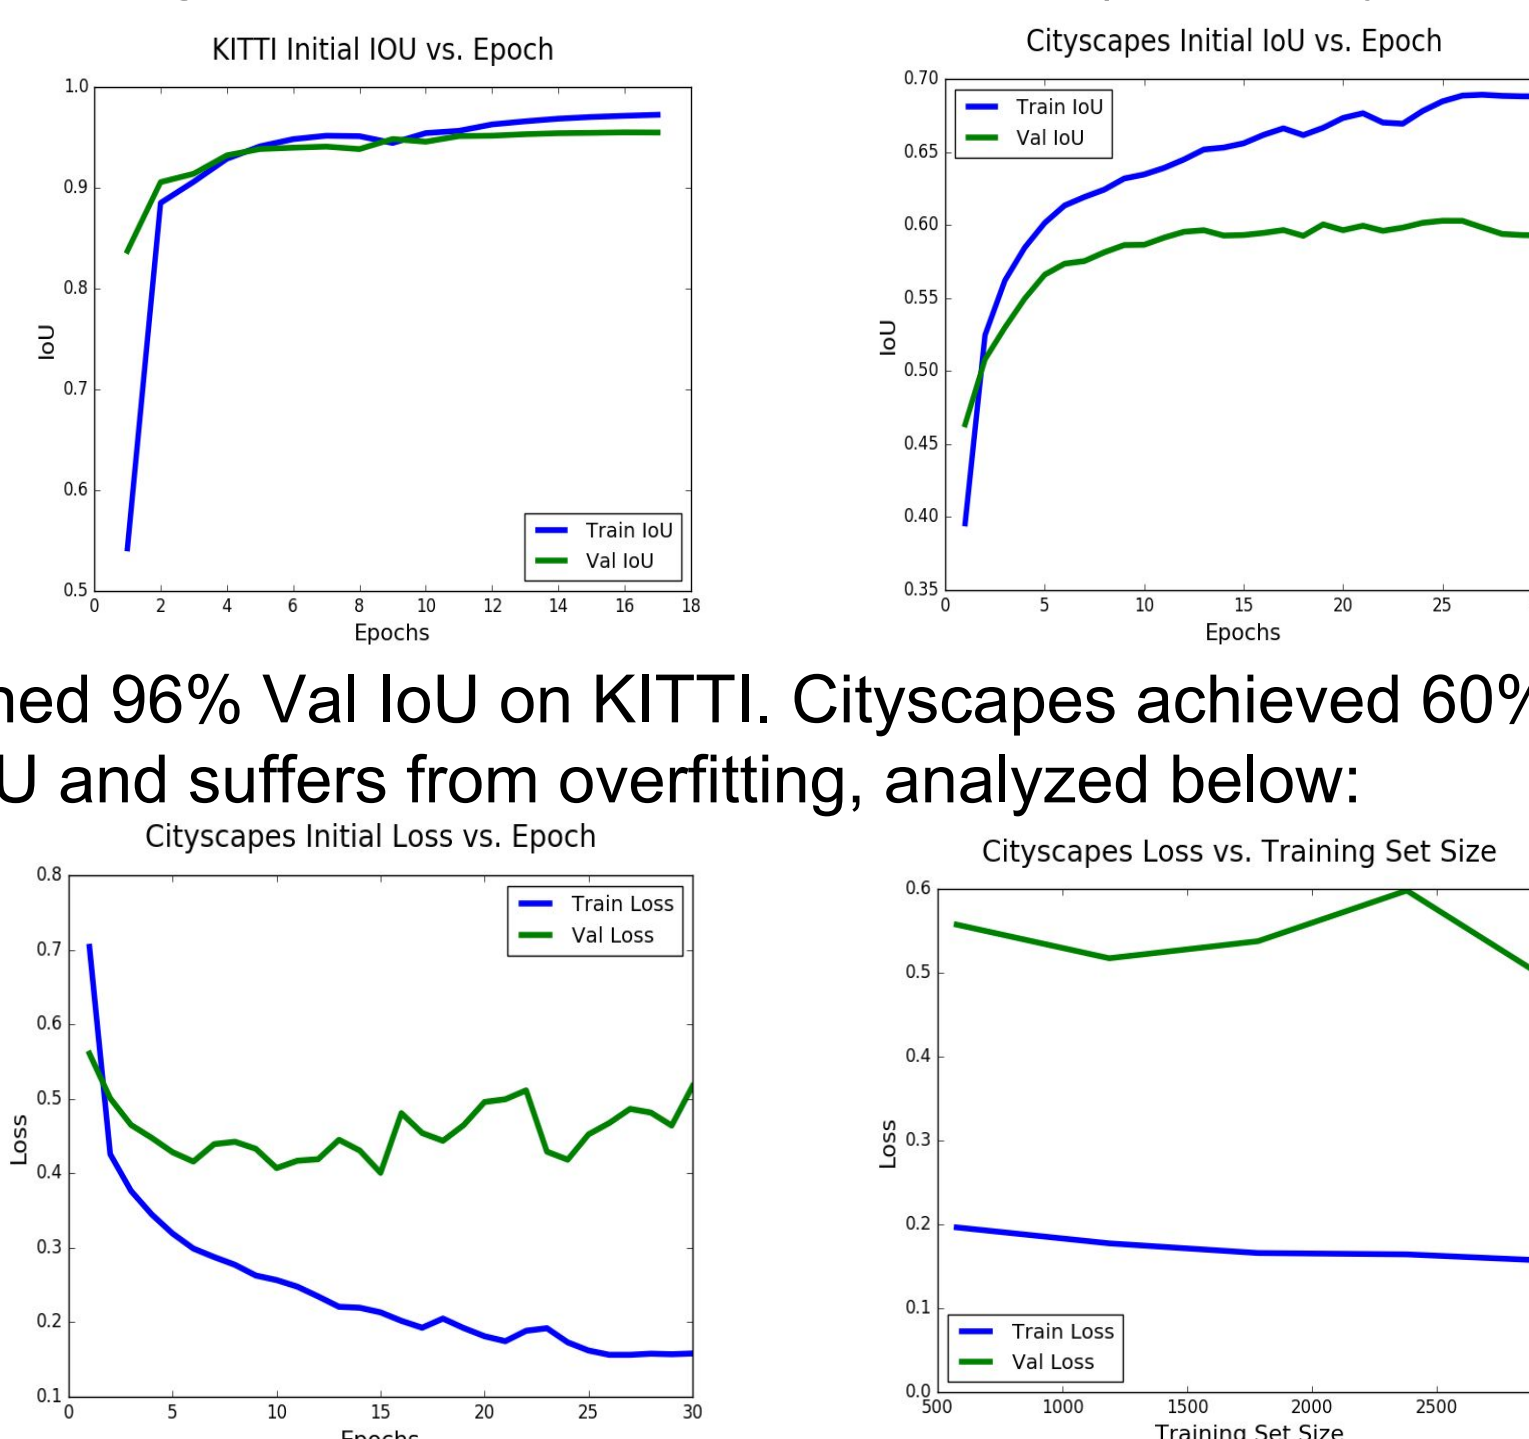 KITTI Initial IOU vs. Epoch
1.0
0.9
0.8
0.7
0.6
0.5
IoU
0 2 4 6 8 10 12 14 16 18
Epochs
Train IoU
Val IoU
Cityscapes Initial IoU vs. Epoch
0.70
0.65
0.60
0.55
0.50
0.45
0.40
0.35
IoU
0 5 10 15 20 25
Epochs
Train IoU
Val IoU
96% Val IoU on KITTI. Cityscapes achieved 60%
and suffers from overfitting, analyzed below:
Cityscapes Initial Loss vs. Epoch
0.8
0.7
0.6
0.5
0.4
0.3
0.2
0.1
Loss
0 5 10 15 20 25 30
Epochs
Train Loss
Val Loss
Cityscapes Loss vs. Training Set Size
0.6
0.5
0.4
0.3
0.2
0.1
0.0
Loss
500 1000 1500 2000 2500
Training Set Size
Train Loss
Val Loss